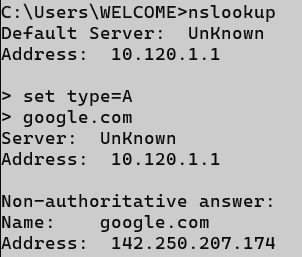 C:\Users\WELCOME>nslookup
Default Server:  UnKnown
Address:  10.120.1.1

> set type=A
> google.com
Server:  UnKnown
Address:  10.120.1.1

Non-authoritative answer:
Name:    google.com
Address:  142.250.207.174